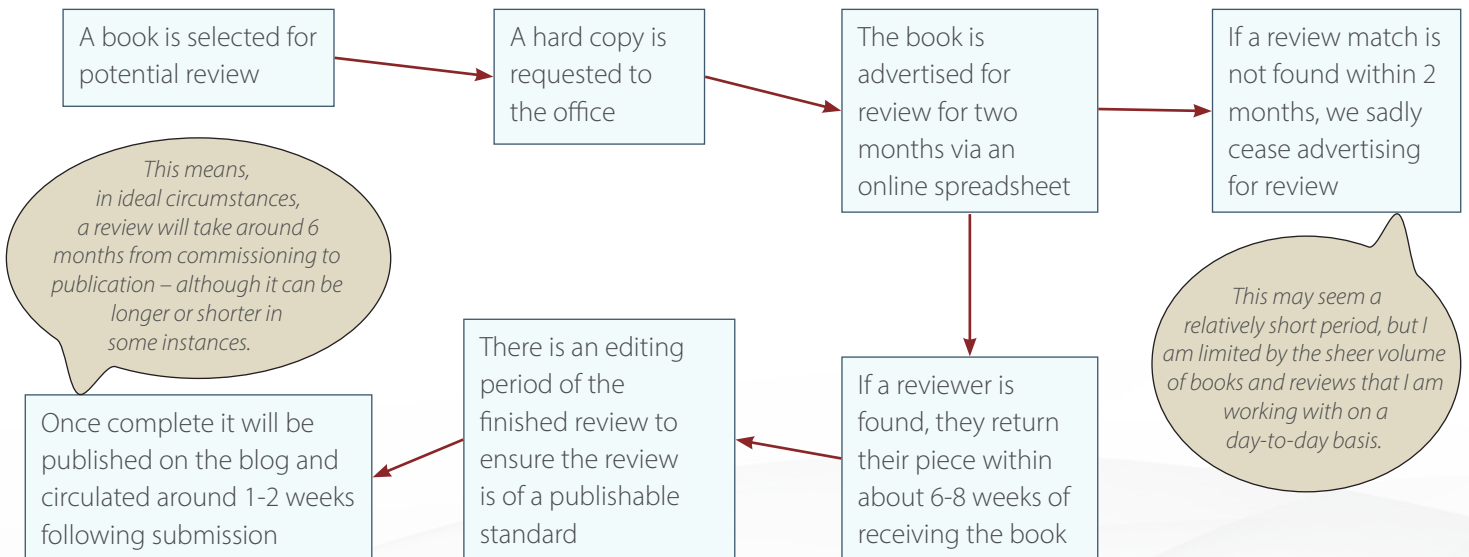 A book is selected for
potential review
A hard copy is
requested to
the office
The book is
advertised for
review for two
months via an
online spreadsheet
If a review match is
not found within 2
months, we sadly
cease advertising
for review
This may seem a
relatively short period, but I
am limited by the sheer volume
of books and reviews that I am
working with on a
day-to-day basis.
If a reviewer is
found, they return
their piece within
about 6-8 weeks of
receiving the book
There is an editing
period of the
finished review to
ensure the review
is of a publishable
standard
Once complete it will be
published on the blog and
circulated around 1-2 weeks
following submission
This means,
in ideal circumstances,
a review will take around 6
months from commissioning to
publication – although it can be
longer or shorter in
some instances.